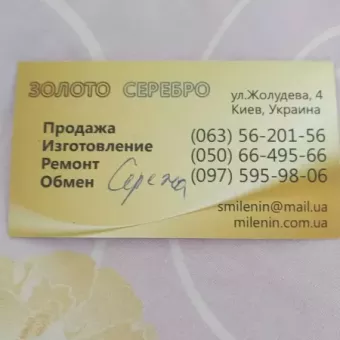 ЗОЛОТО СЕРЕБРО
ул.Жолудева, 4
Киев, Украина
Продажа
Изготовление
Ремонт
Обмен
Сережа
(063) 56-201-56
(050) 66-495-66
(097) 595-98-06
smilenin@mail.ua
milenin.com.ua